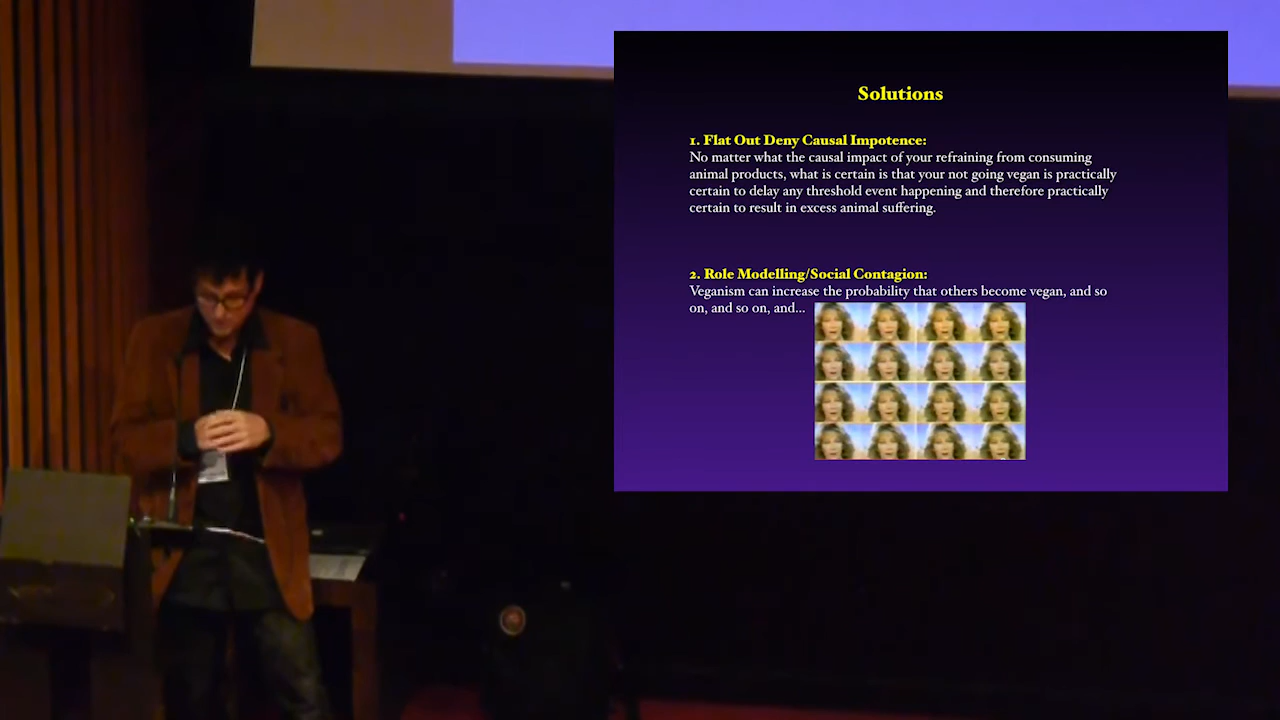 Solutions
1. Flat Out Deny Causal Impotence:
No matter what the causal impact of your refraining from consuming
animal products, what is certain is that your not going vegan is practically
certain to delay any threshold event happening and therefore practically
certain to result in excess animal suffering.
2. Role Modelling/Social Contagion:
Veganism can increase the probability that others become vegan, and so
on, and so on, and...